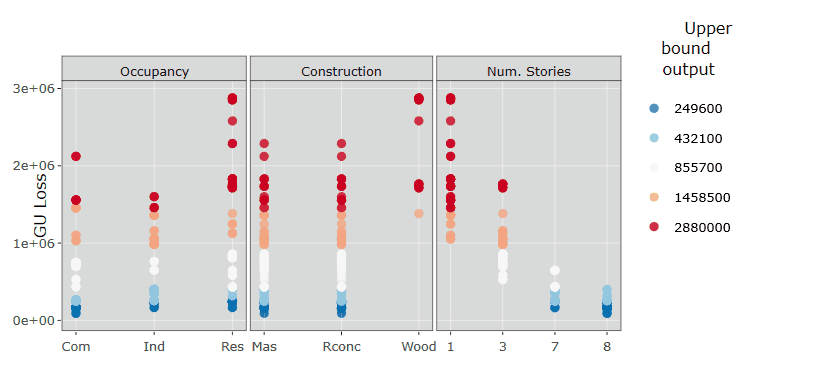 Upper
bound
output
Occupancy
Construction
Num. Stories
3e+06
2e+06
1e+06
0e+00
GU Loss
Com
Ind
Res
Mas
Rconc
Wood
1
3
7
8
249600
432100
855700
1458500
2880000